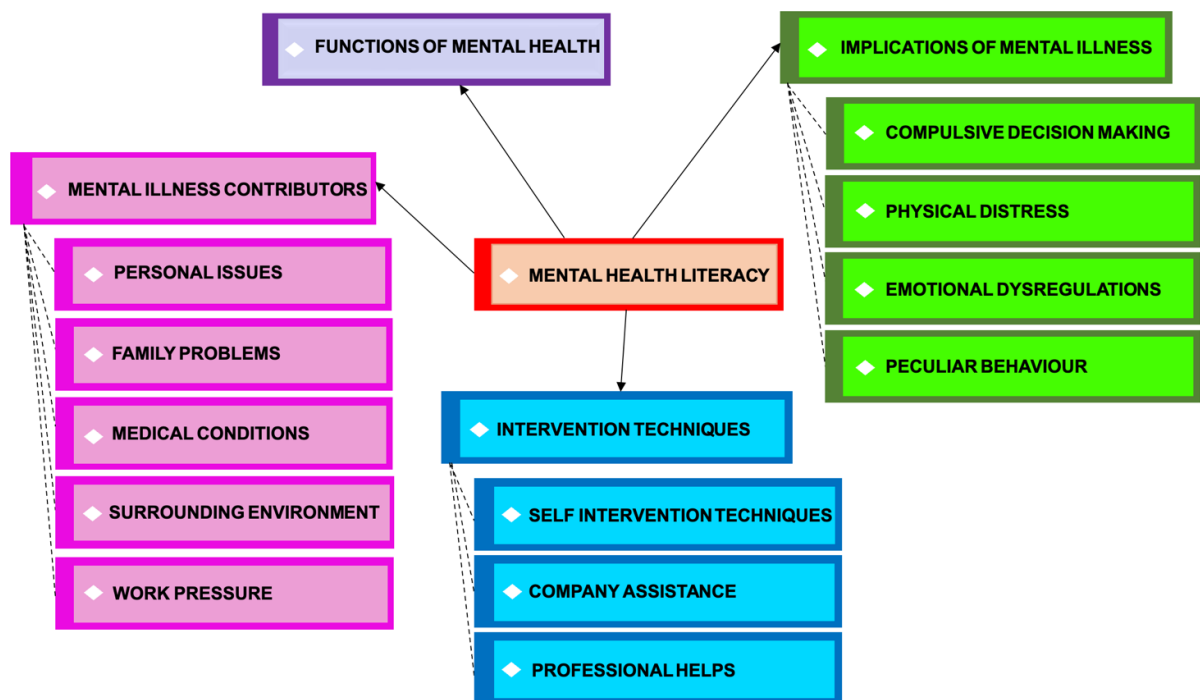 FUNCTIONS OF MENTAL HEALTH
IMPLICATIONS OF MENTAL ILLNESS
COMPULSIVE DECISION MAKING
PHYSICAL DISTRESS
EMOTIONAL DYSREGULATIONS
PECULIAR BEHAVIOUR
MENTAL ILLNESS CONTRIBUTORS
PERSONAL ISSUES
FAMILY PROBLEMS
MEDICAL CONDITIONS
SURROUNDING ENVIRONMENT
WORK PRESSURE
MENTAL HEALTH LITERACY
INTERVENTION TECHNIQUES
SELF INTERVENTION TECHNIQUES
COMPANY ASSISTANCE
PROFESSIONAL HELPS